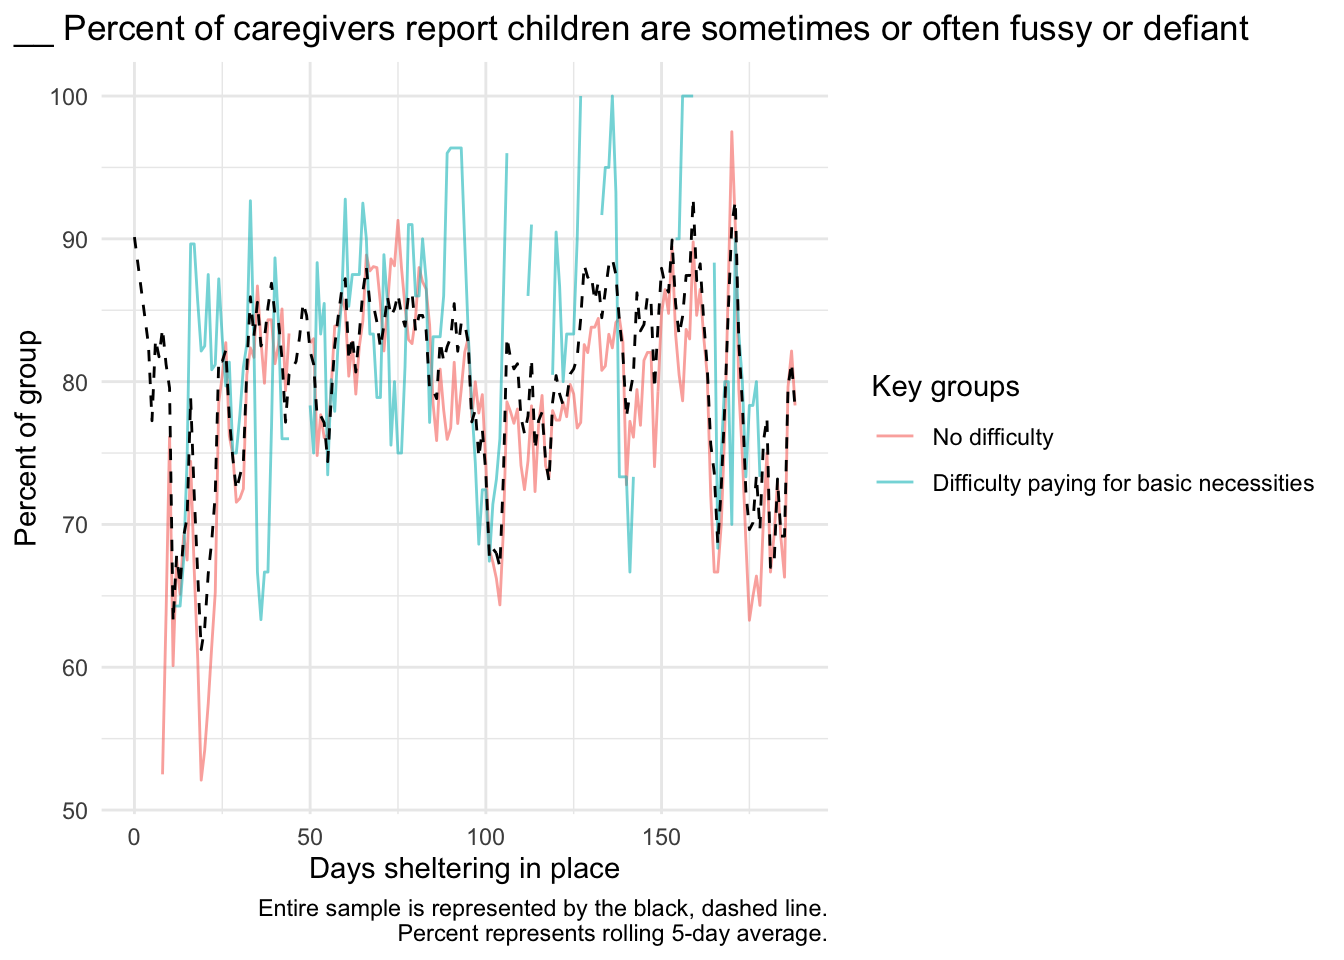 __ Percent of caregivers report children are sometimes or often fussy or defiant
100
90
80
70
60
50
Percent of group
0 50 100 150
Days sheltering in place
Key groups
No difficulty
Difficulty paying for basic necessities
Entire sample is represented by the black, dashed line.
Percent represents rolling 5-day average.